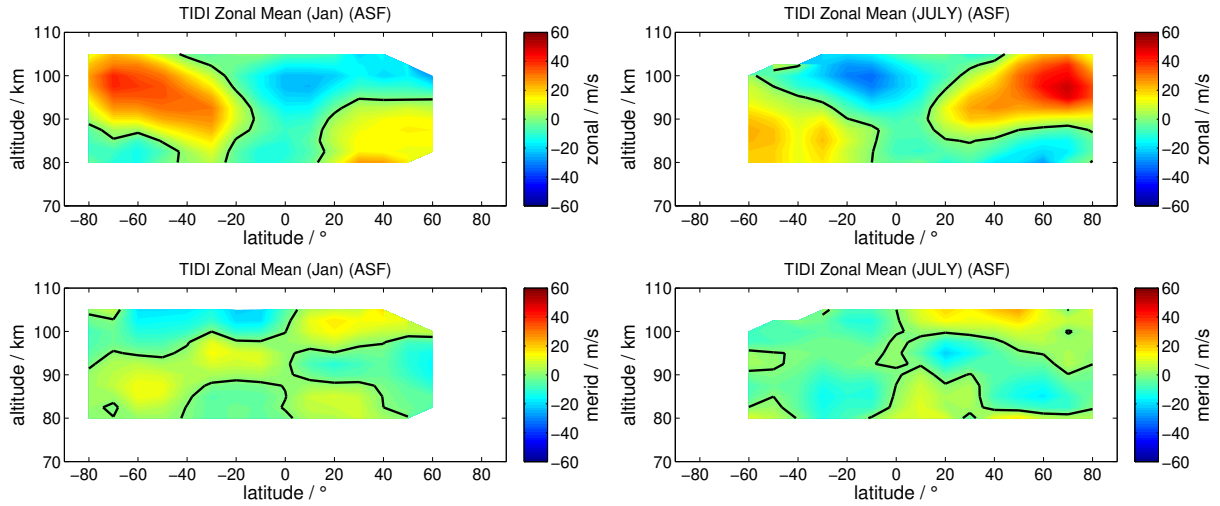 TIDI Zonal Mean (Jan) (ASF)
110
100
90
80
70
altitude / km
−80 −60 −40 −20 0 20 40 60 80
latitude / °
60
40
20
0
−20
−40
−60
zonal / m/s
TIDI Zonal Mean (JULY) (ASF)
110
100
90
80
70
altitude / km
−80 −60 −40 −20 0 20 40 60 80
latitude / °
60
40
20
0
−20
−40
−60
zonal / m/s
TIDI Zonal Mean (Jan) (ASF)
110
100
90
80
70
altitude / km
−80 −60 −40 −20 0 20 40 60 80
latitude / °
60
40
20
0
−20
−40
−60
merid / m/s
TIDI Zonal Mean (JULY) (ASF)
110
100
90
80
70
altitude / km
−80 −60 −40 −20 0 20 40 60 80
latitude / °
60
40
20
0
−20
−40
−60
merid / m/s